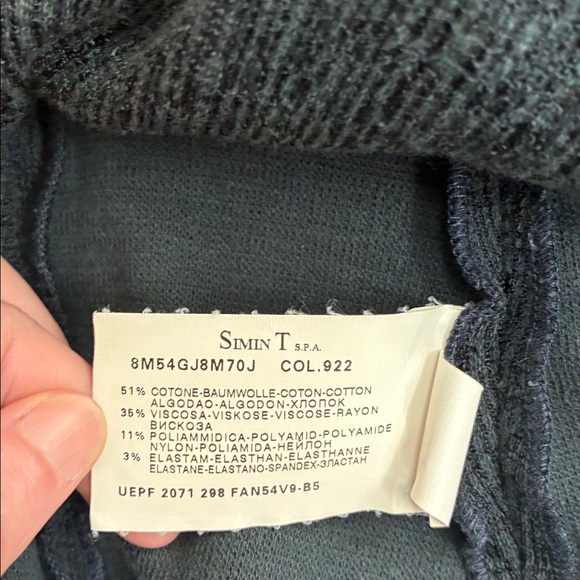 SIMIN T S.P.A.
8M54GJ8M70J COL.922
51% COTONE-BAUMWOLLE-COTON-COTTON
ALGODAO-ALGODON-ХЛОПОК
35% VISCOSA-VISKOSE-VISCOSE-RAYON
ВИСКОЗА
11% POLIAMMIDICA-POLYAMID-POLYAMIDE
NYLON-POLIAMIDA-НЕЙЛОН
3% ELASTAM-ELASTHAN-ELASTHANNE
ELASTANE-ELASTANO-SPANDEX-ЭЛАСТАН
UEPF 2071 298 FAN54V9-B5